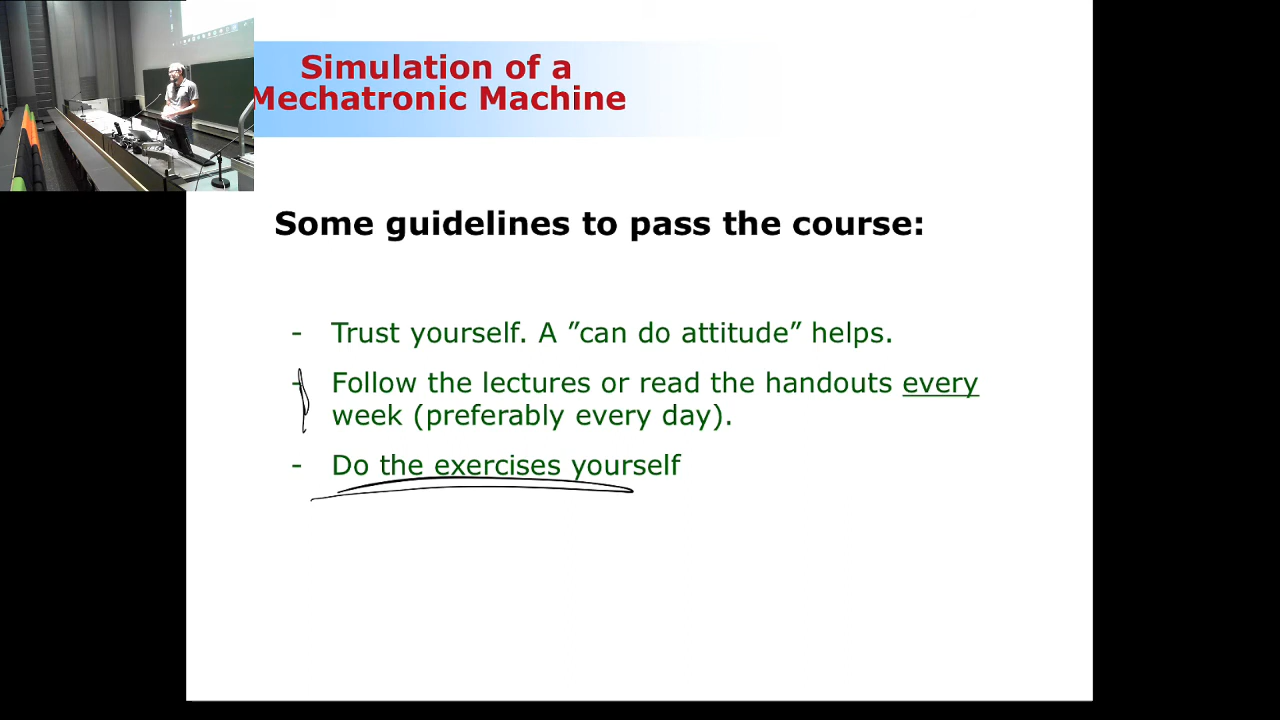 Simulation of a
Mechatronic Machine
Some guidelines to pass the course:
- Trust yourself. A ”can do attitude” helps.
- Follow the lectures or read the handouts every
week (preferably every day).
- Do the exercises yourself